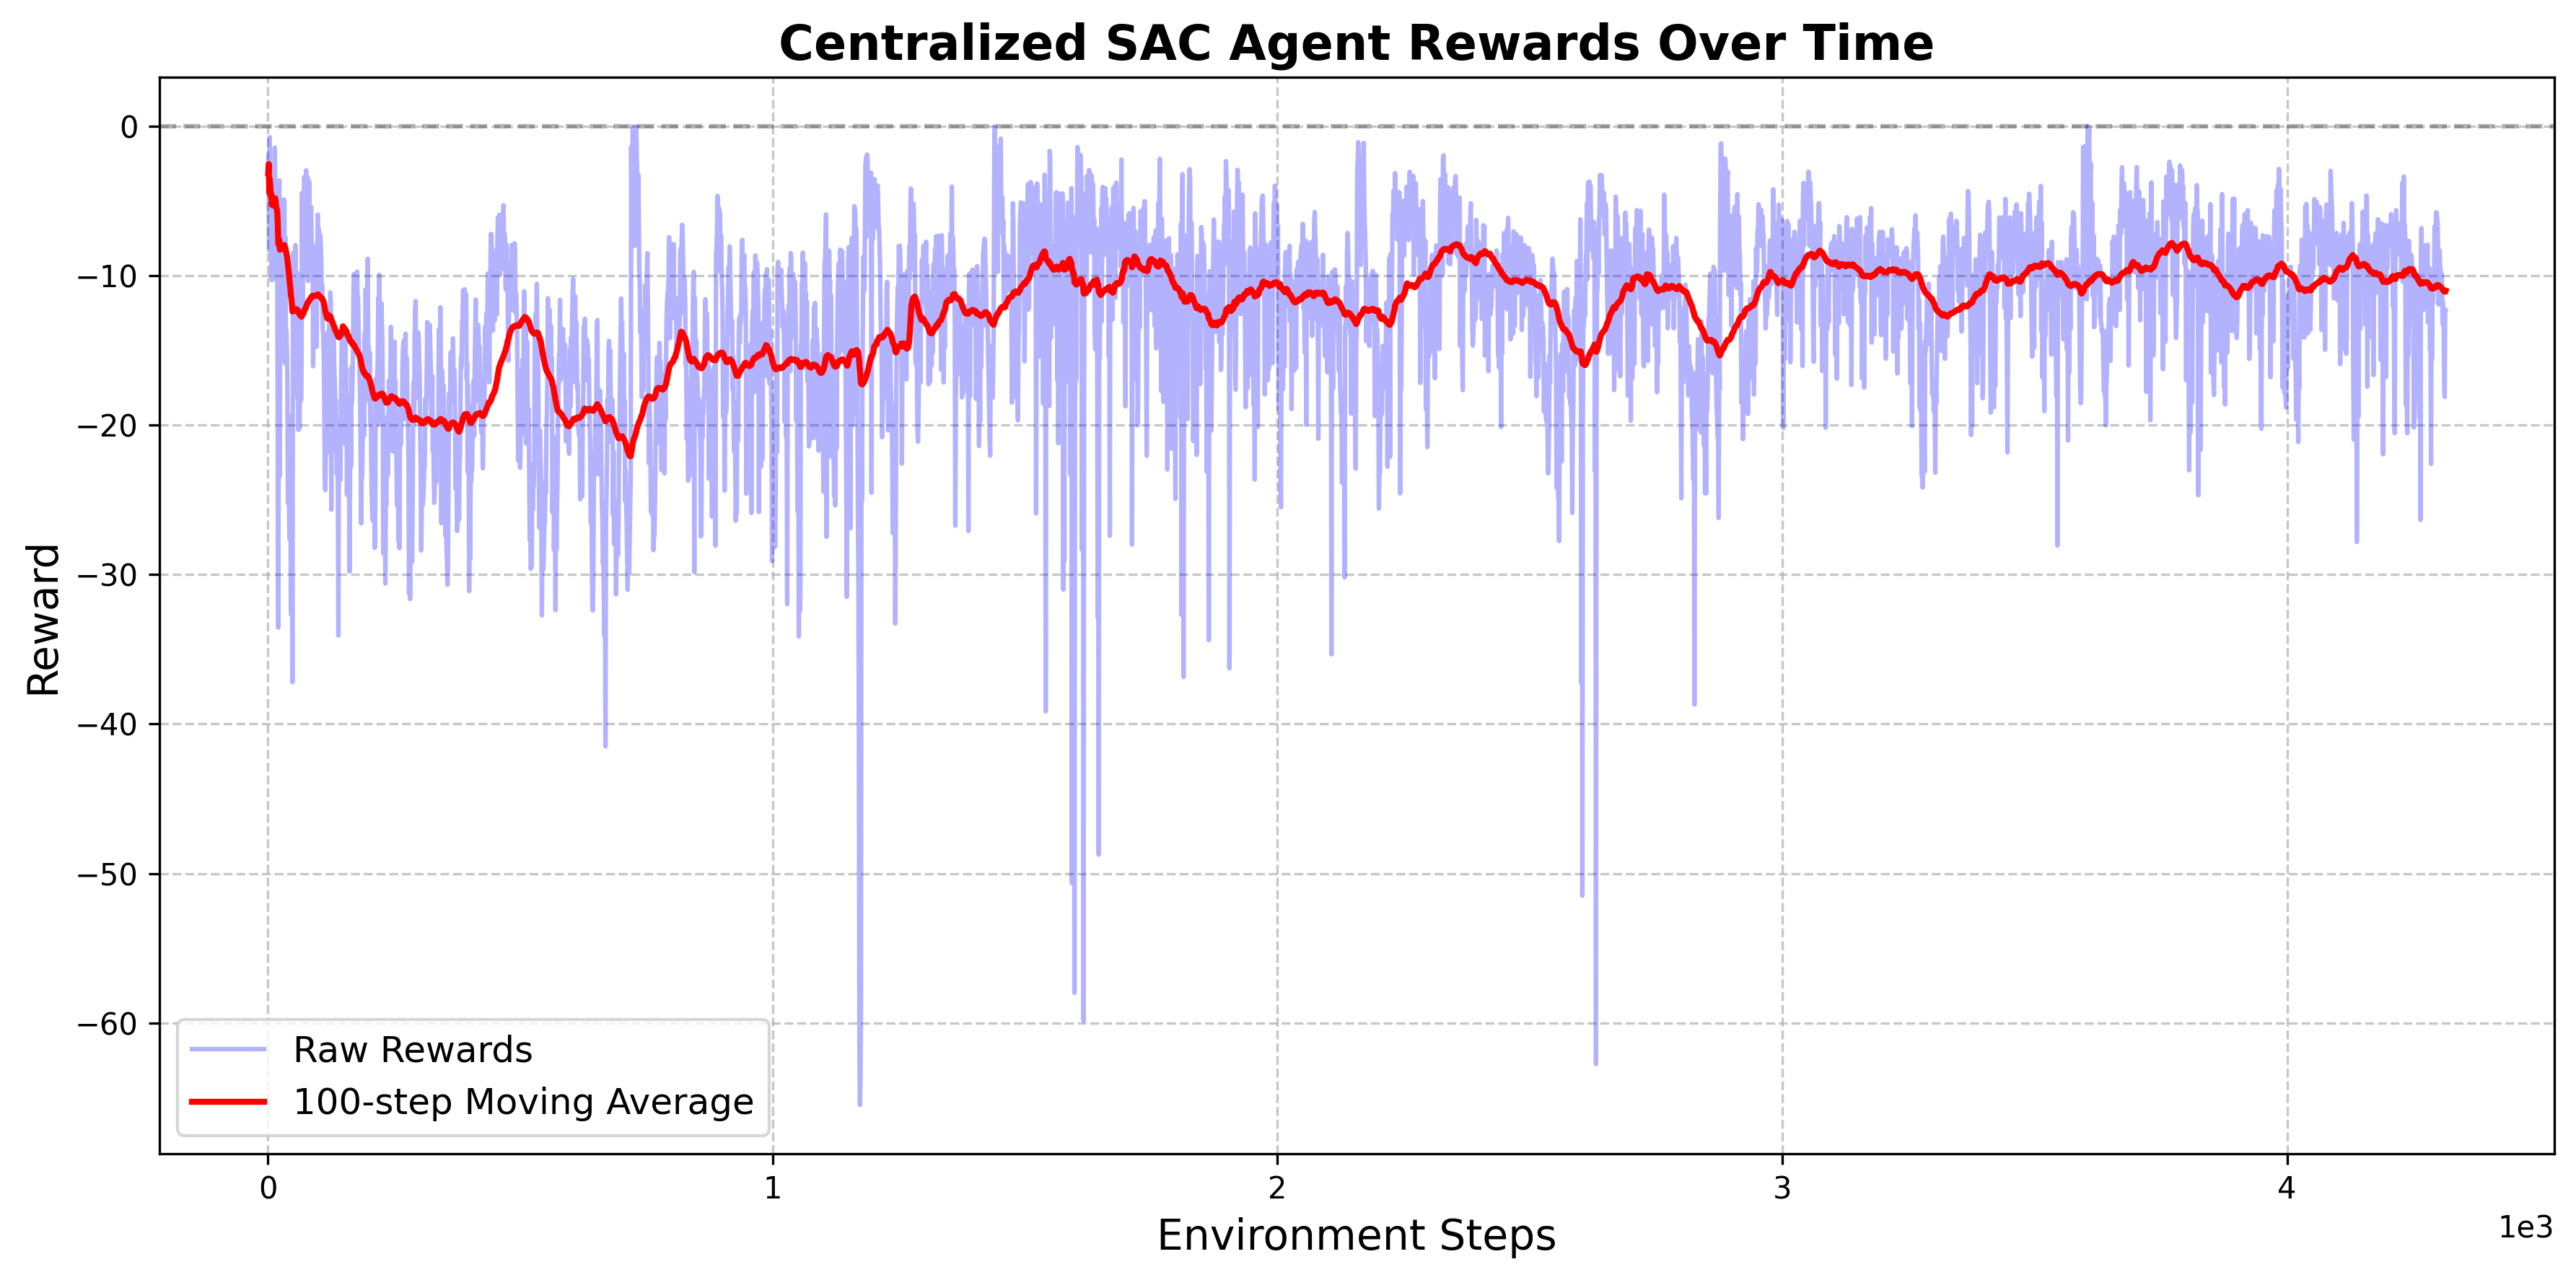 Centralized SAC Agent Rewards Over Time
Reward
0
−10
−20
−30
−40
−50
−60
Raw Rewards
100-step Moving Average
0 1 2 3 4
1e3
Environment Steps